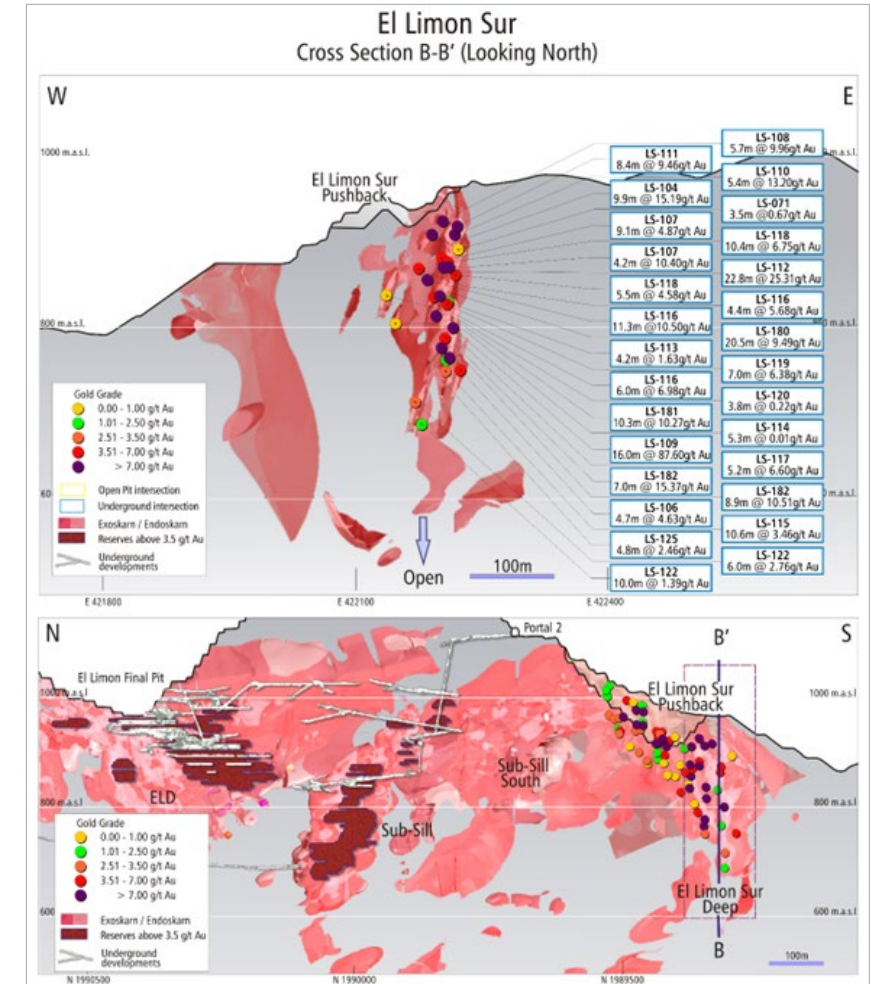 El Limon Sur
Cross Section B-B' (Looking North)
W
E
1000 m.a.s.l.
El Limon Sur
Pushback
LS-108
5.7m @ 9.96g/t Au
LS-111
8.4m @ 9.46g/t Au
LS-110
5.4m @ 13.20g/t Au
LS-104
9.9m @ 15.19g/t Au
LS-071
3.5m @0.67g/t Au
LS-107
9.1m @ 4.87g/t Au
LS-118
10.4m @ 6.75g/t Au
LS-107
4.2m @ 10.40g/t Au
LS-112
22.8m @ 25.31g/t Au
LS-118
5.5m @ 4.58g/t Au
LS-116
4.4m @ 5.68g/t Au
LS-116
11.3m @10.50g/t Au
LS-180
20.5m @ 9.49g/t Au
LS-113
4.2m @ 1.63g/t Au
LS-119
7.0m @ 6.38g/t Au
LS-116
6.0m @ 6.98g/t Au
LS-120
3.8m @ 0.22g/t Au
LS-181
10.3m @ 10.27g/t Au
LS-114
5.3m @ 0.01g/t Au
LS-109
16.0m @ 87.60g/t Au
LS-117
5.2m @ 6.60g/t Au
LS-182
7.0m @ 15.37g/t Au
LS-182
8.9m @ 10.51g/t Au
LS-106
4.7m @ 4.63g/t Au
LS-115
10.6m @ 3.46g/t Au
LS-125
4.8m @ 2.46g/t Au
LS-122
6.0m @ 2.76g/t Au
LS-122
10.0m @ 1.39g/t Au
800 m.a.s.l.
Gold Grade
0.00 - 1.00 g/t Au
1.01 - 2.50 g/t Au
2.51 - 3.50 g/t Au
3.51 - 7.00 g/t Au
> 7.00 g/t Au
Open Pit intersection
Underground intersection
Exoskarn / Endoskarn
Reserves above 3.5 g/t Au
Underground
developments
60
Open
100m
E 421800
E 422100
E 422400
N
S
Portal 2
B'
El Limon Final Pit
El Limon Sur
Pushback
1000 m.a.s.l.
1000 m.a.s.l.
Sub-Sill
South
ELD
800 m.a.s.l.
800 m.a.s.l.
Sub-Sill
Gold Grade
0.00 - 1.00 g/t Au
1.01 - 2.50 g/t Au
2.51 - 3.50 g/t Au
3.51 - 7.00 g/t Au
> 7.00 g/t Au
Exoskarn / Endoskarn
Reserves above 3.5 g/t Au
Underground
developments
El Limon Sur
Deep
600
600 m.a.s.l.
B
100m
N 1990500
N 1990000
N 1989500